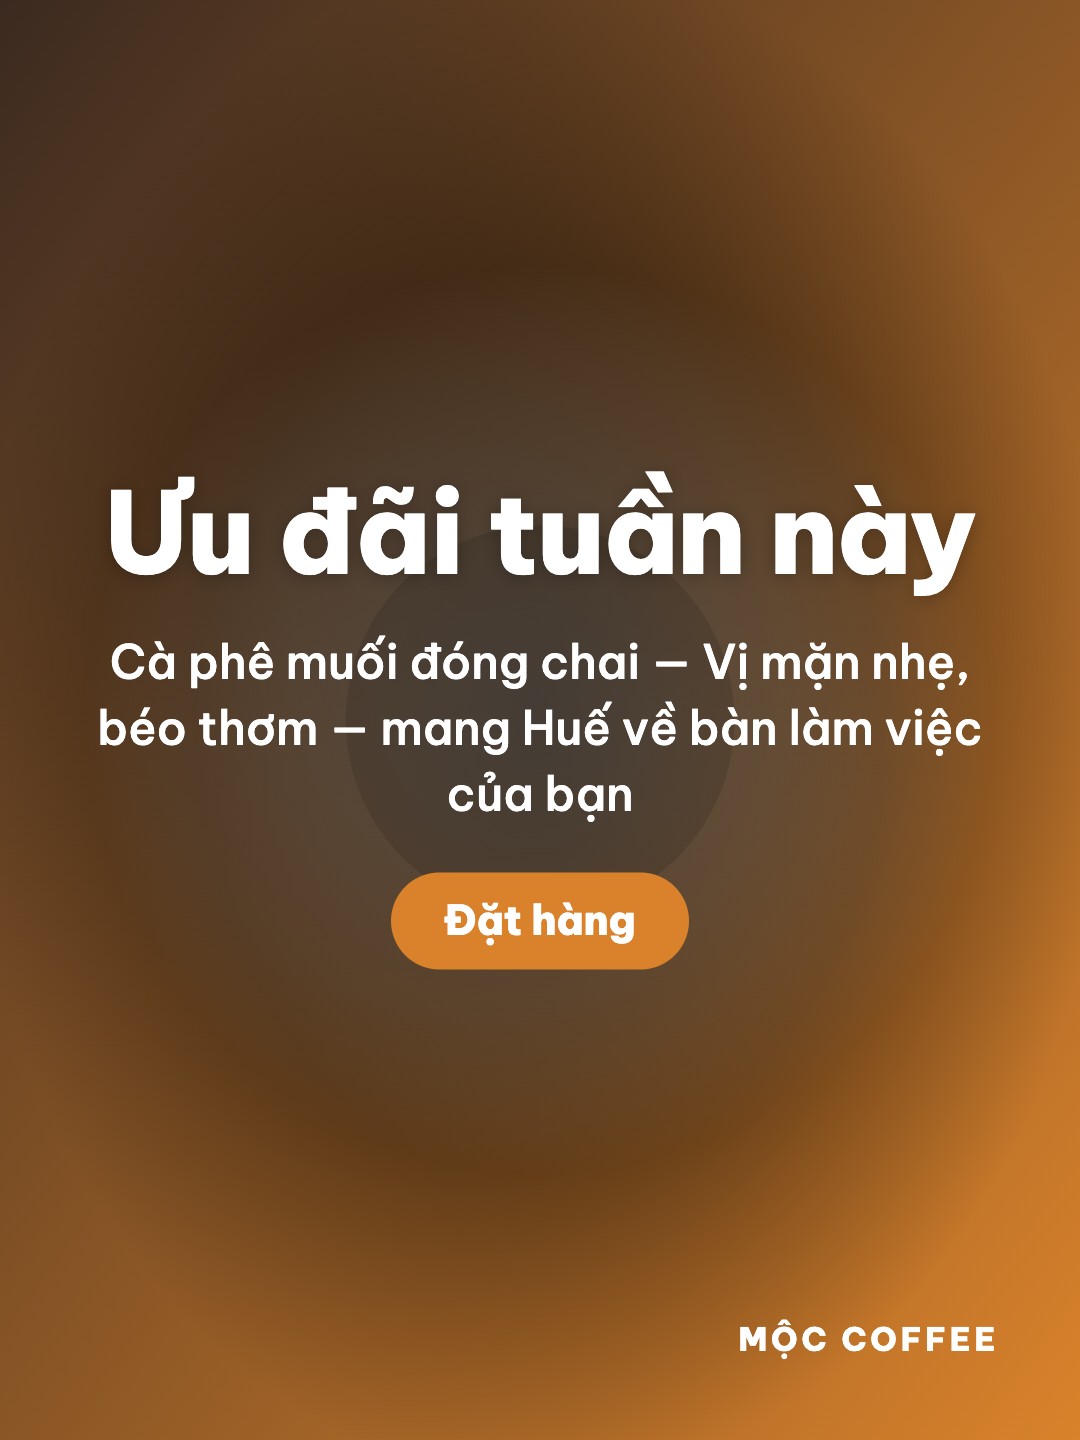 Ưu đãi tuần này
Cà phê muối đóng chai — Vị mặn nhẹ,
béo thơm — mang Huế về bàn làm việc
của bạn
Đặt hàng
MỘC COFFEE